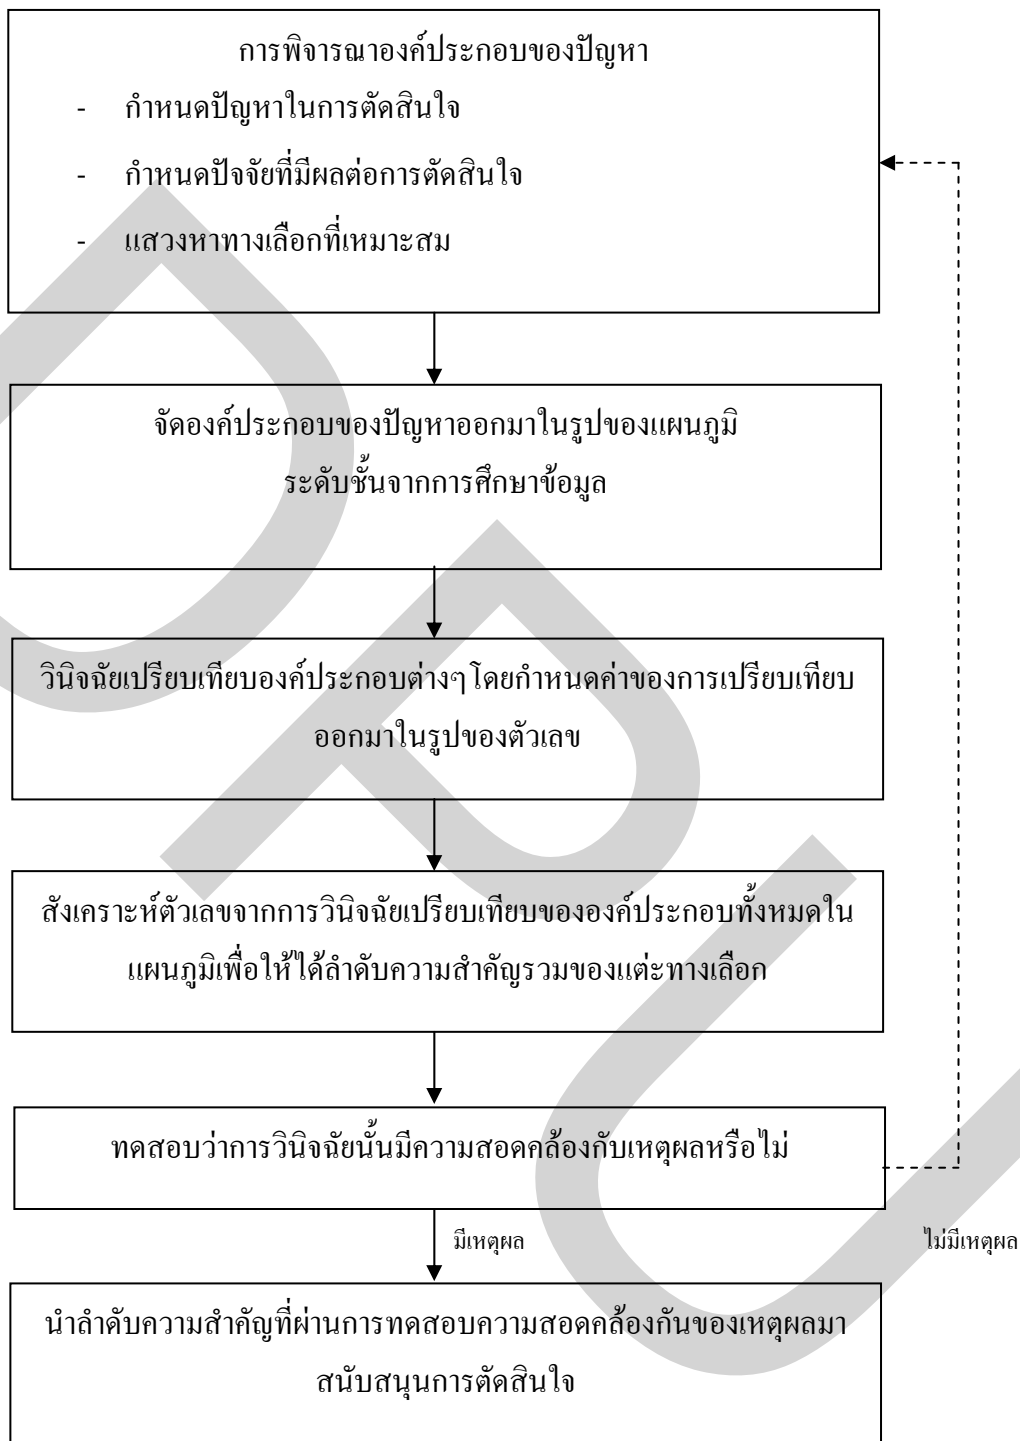 การพิจารณาองค์ประกอบของปัญหา
- กำหนดปัญหาในการตัดสินใจ
- กำหนดปัจจัยที่มีผลต่อการตัดสินใจ
- แสวงหาทางเลือกที่เหมาะสม
จัดองค์ประกอบของปัญหาออกมาในรูปของแผนภูมิ
ระดับชั้นจากการศึกษาข้อมูล
วินิจฉัยเปรียบเทียบองค์ประกอบต่างๆโดยกำหนดค่าของการเปรียบเทียบ
ออกมาในรูปของตัวเลข
สังเคราะห์ตัวเลขจากการวินิจฉัยเปรียบเทียบขององค์ประกอบทั้งหมดใน
แผนภูมิเพื่อให้ได้ลำดับความสำคัญรวมของแต่ะทางเลือก
ทดสอบว่าการวินิจฉัยนั้นมีความสอดคล้องกับเหตุผลหรือไม่
มีเหตุผล
ไม่มีเหตุผล
นำลำดับความสำคัญที่ผ่านการทดสอบความสอดคล้องกันของเหตุผลมา
สนับสนุนการตัดสินใจ
DPU